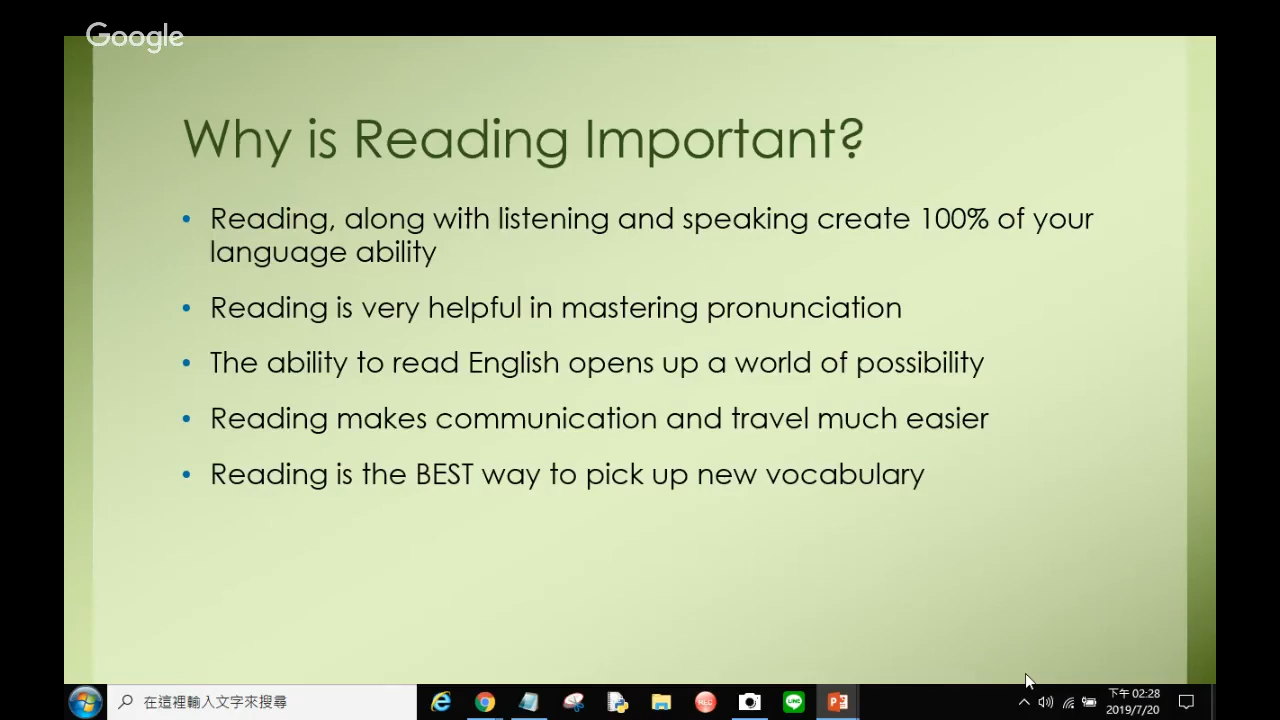 Google
Why is Reading Important?
• Reading, along with listening and speaking create 100% of your
language ability
• Reading is very helpful in mastering pronunciation
• The ability to read English opens up a world of possibility
• Reading makes communication and travel much easier
• Reading is the BEST way to pick up new vocabulary
在這裡輸入文字來搜尋
REC
LINE
下午 02:28
2019/7/20